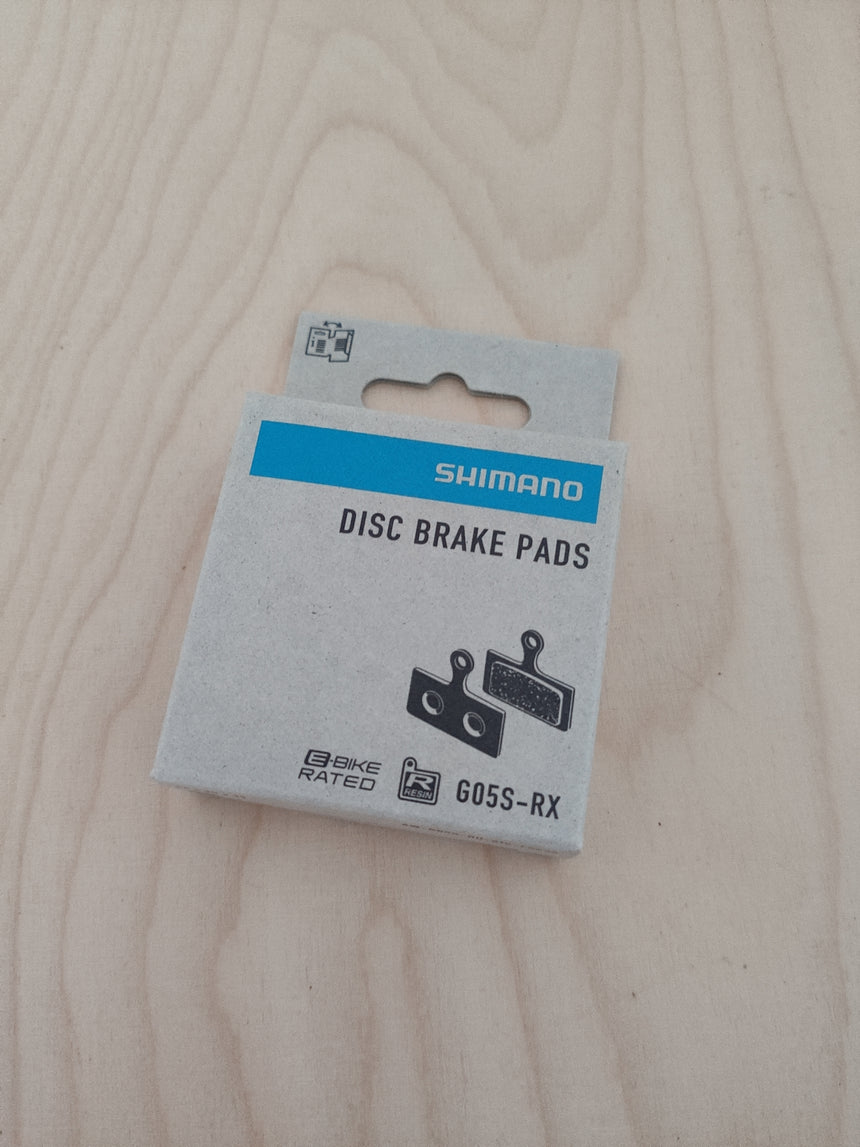 SHIMANO
DISC BRAKE PADS
E-BIKE
RATED
R
RESIN
G05S-RX